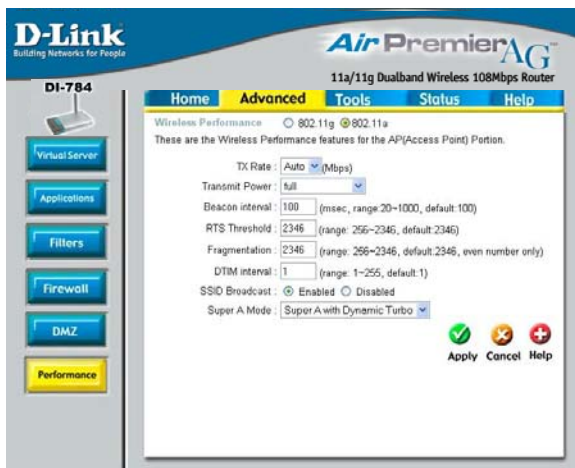 D-Link
Building Networks for People
Air PremierAG
11a/11g Dualband Wireless 108Mbps Router
DI-784
Home Advanced Tools Status Help
Virtual Server
Applications
Filters
Firewall
DMZ
Performance
Wireless Performance 802.11g 802.11a
These are the Wireless Performance features for the AP(Access Point) Portion.
TX Rate : Auto (Mbps)
Transmit Power : full
Beacon interval : 100 (msec, range:20~1000, default:100)
RTS Threshold : 2346 (range: 256~2346, default:2346)
Fragmentation : 2346 (range: 256~2346, default:2346, even number only)
DTIM interval : 1 (range: 1~255, default:1)
SSID Broadcast : Enabled Disabled
Super A Mode : Super A with Dynamic Turbo
Apply Cancel Help